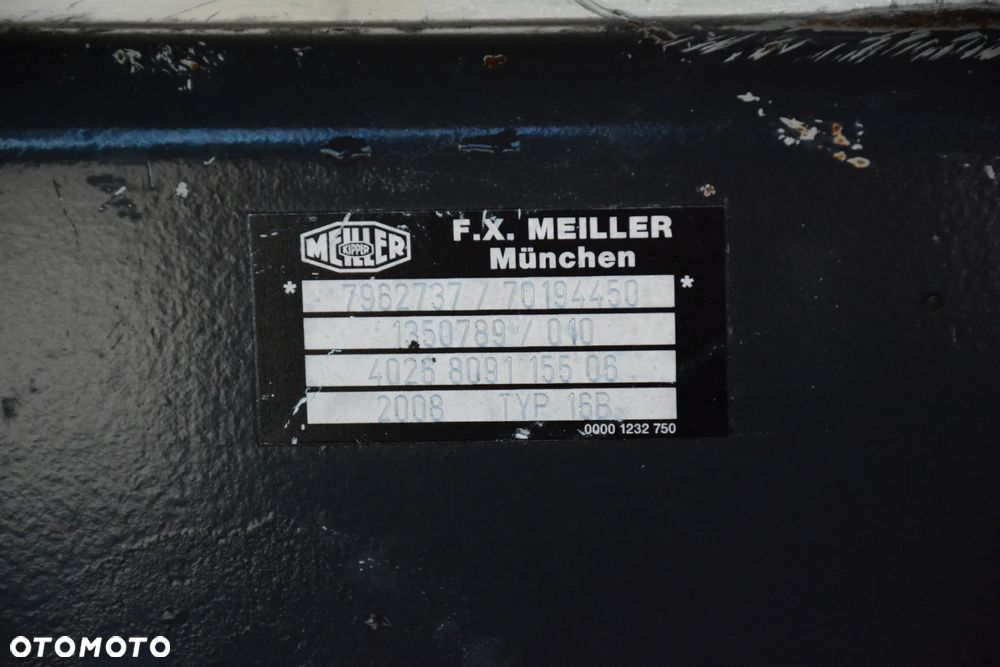 MEILLER
KIPPER
F.X. MEILLER
München
* 7962737 / 70194450 *
1350789 / 010
4026 8091 155 06
2008 TYP 16B
0000 1232 750
OTOMOTO